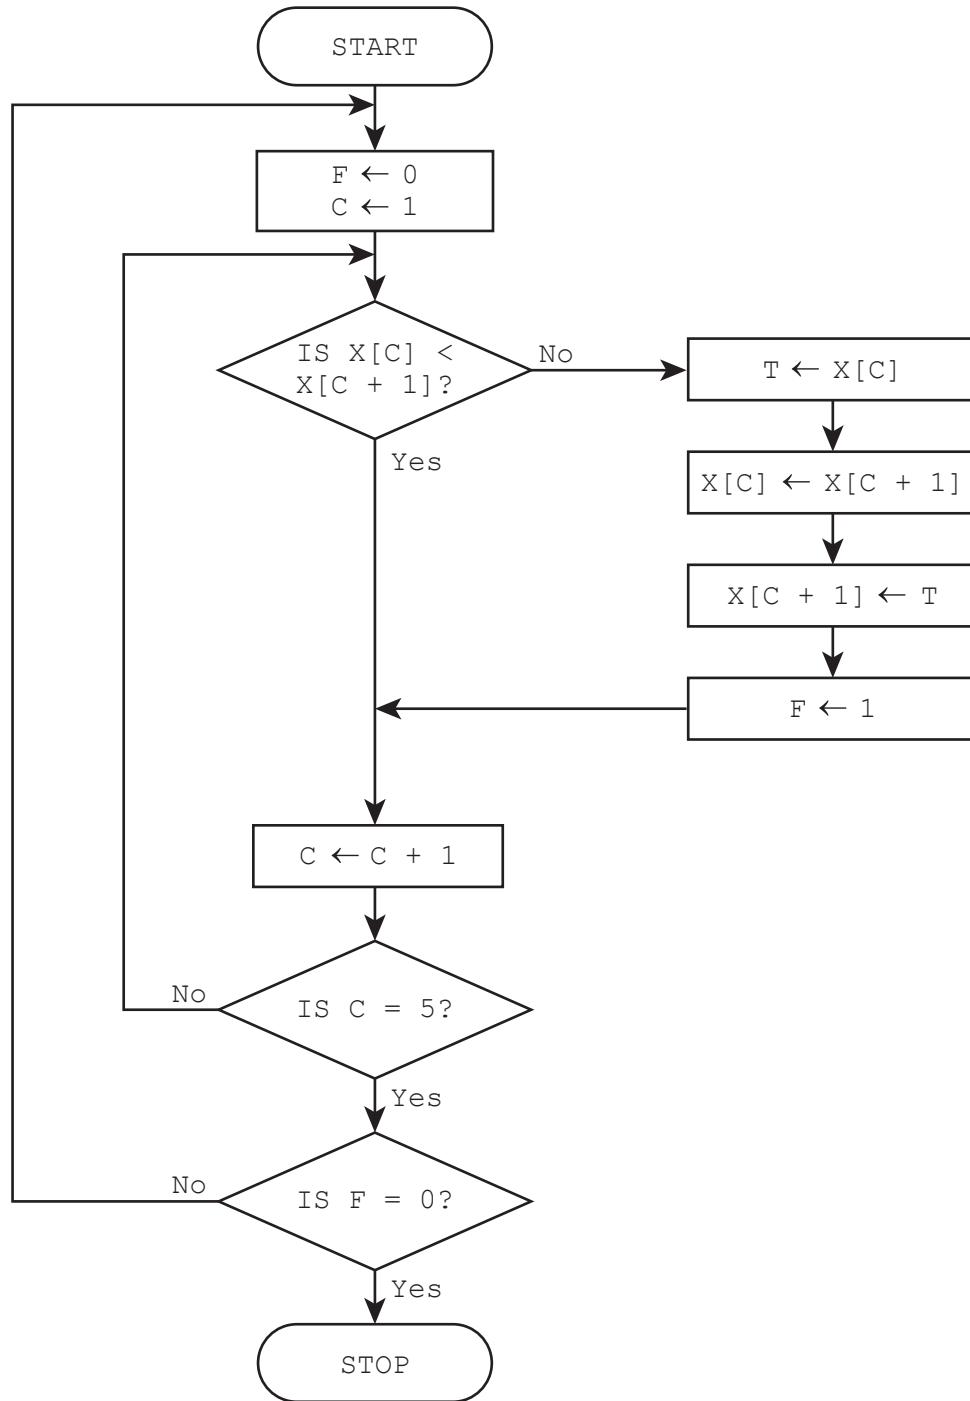 START
F ← 0
C ← 1
IS X[C] <
X[C + 1]?
No
T ← X[C]
Yes
X[C] ← X[C + 1]
X[C + 1] ← T
F ← 1
C ← C + 1
No
IS C = 5?
Yes
No
IS F = 0?
Yes
STOP